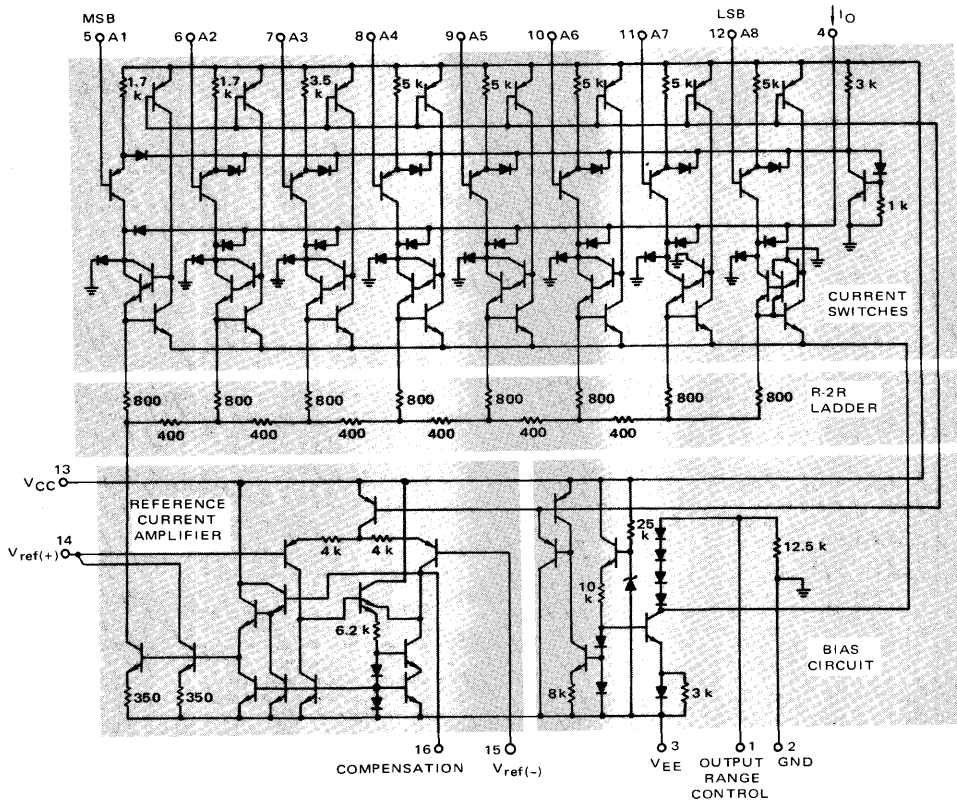 MSB LSB I O
5 A1 6 A2 7 A3 8 A4 9 A5 10 A6 11 A7 12 A8 4
1.7 k 1.7 k 3.5 k 5 k 5 k 5 k 5 k 5k 3 k
1 k
CURRENT
SWITCHES
800 800 800 800 800 800 800 800
R-2R
LADDER
400 400 400 400 400 400 400
13
VCC
REFERENCE
CURRENT
AMPLIFIER
14
Vref(+)
4 k 4 k
25 k
12.5 k
10 k
6.2 k
BIAS
CIRCUIT
350 350 8k 3 k
16 15 3 1 2
COMPENSATION Vref(-) VEE OUTPUT GND
RANGE
CONTROL